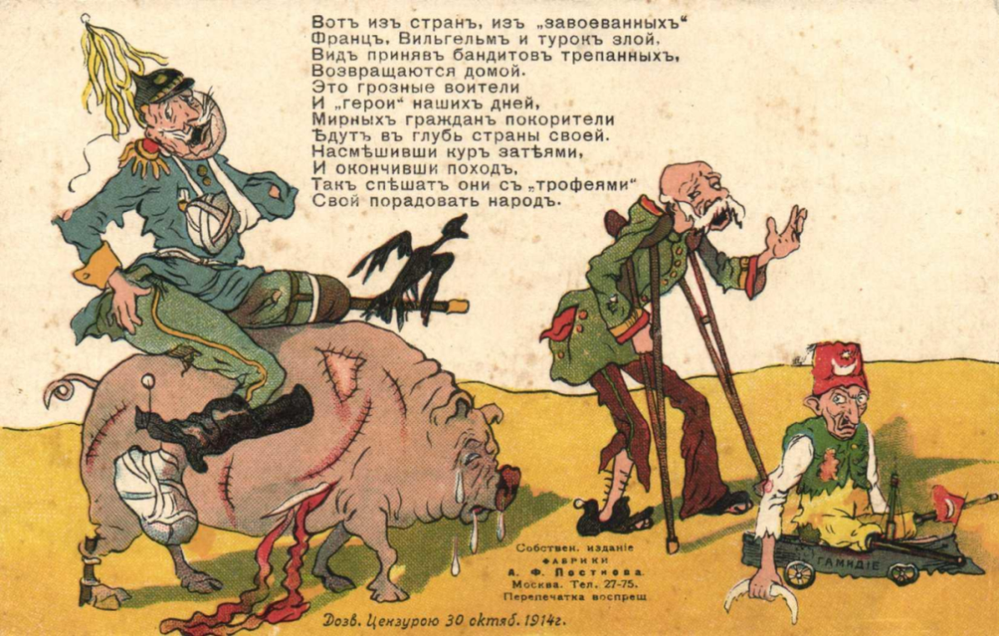 Вотъ изъ странъ, изъ „завоеванныхъ“
Францъ, Вильгельмъ и турокъ злой,
Видъ принявъ бандитовъ трепанныхъ,
Возвращаются домой.
Это грозные воители
И „герои“ нашихъ дней,
Мирныхъ гражданъ покорители
Ѣдутъ въ глубь страны своей.
Насмѣшивши куръ затѣями,
И окончивши походъ,
Такъ спѣшатъ они съ „трофеями“
Свой порадовать народъ.
ГАМИДІЕ
Собствен. изданіе
ФАБРИКИ
А. Ф. Постнова.
Москва. Тел. 27-75.
Перепечатка воспрещ
Дозв. Цензурою 30 октяб. 1914г.